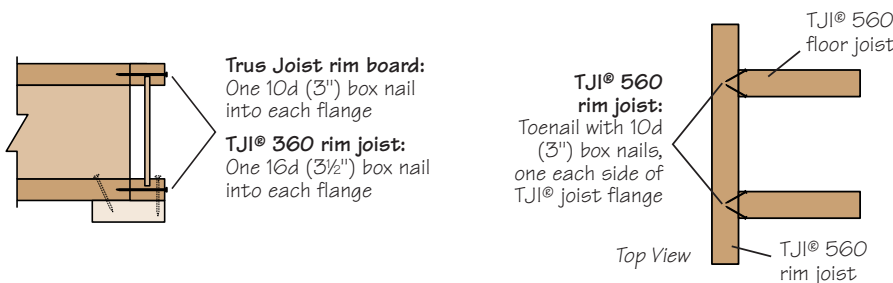 Trus Joist rim board:
One 10d (3") box nail
into each flange
TJI® 360 rim joist:
One 16d (3½") box nail
into each flange
TJI® 560
rim joist:
Toenail with 10d
(3") box nails,
one each side of
TJI® joist flange
TJI® 560
floor joist
Top View
TJI® 560
rim joist